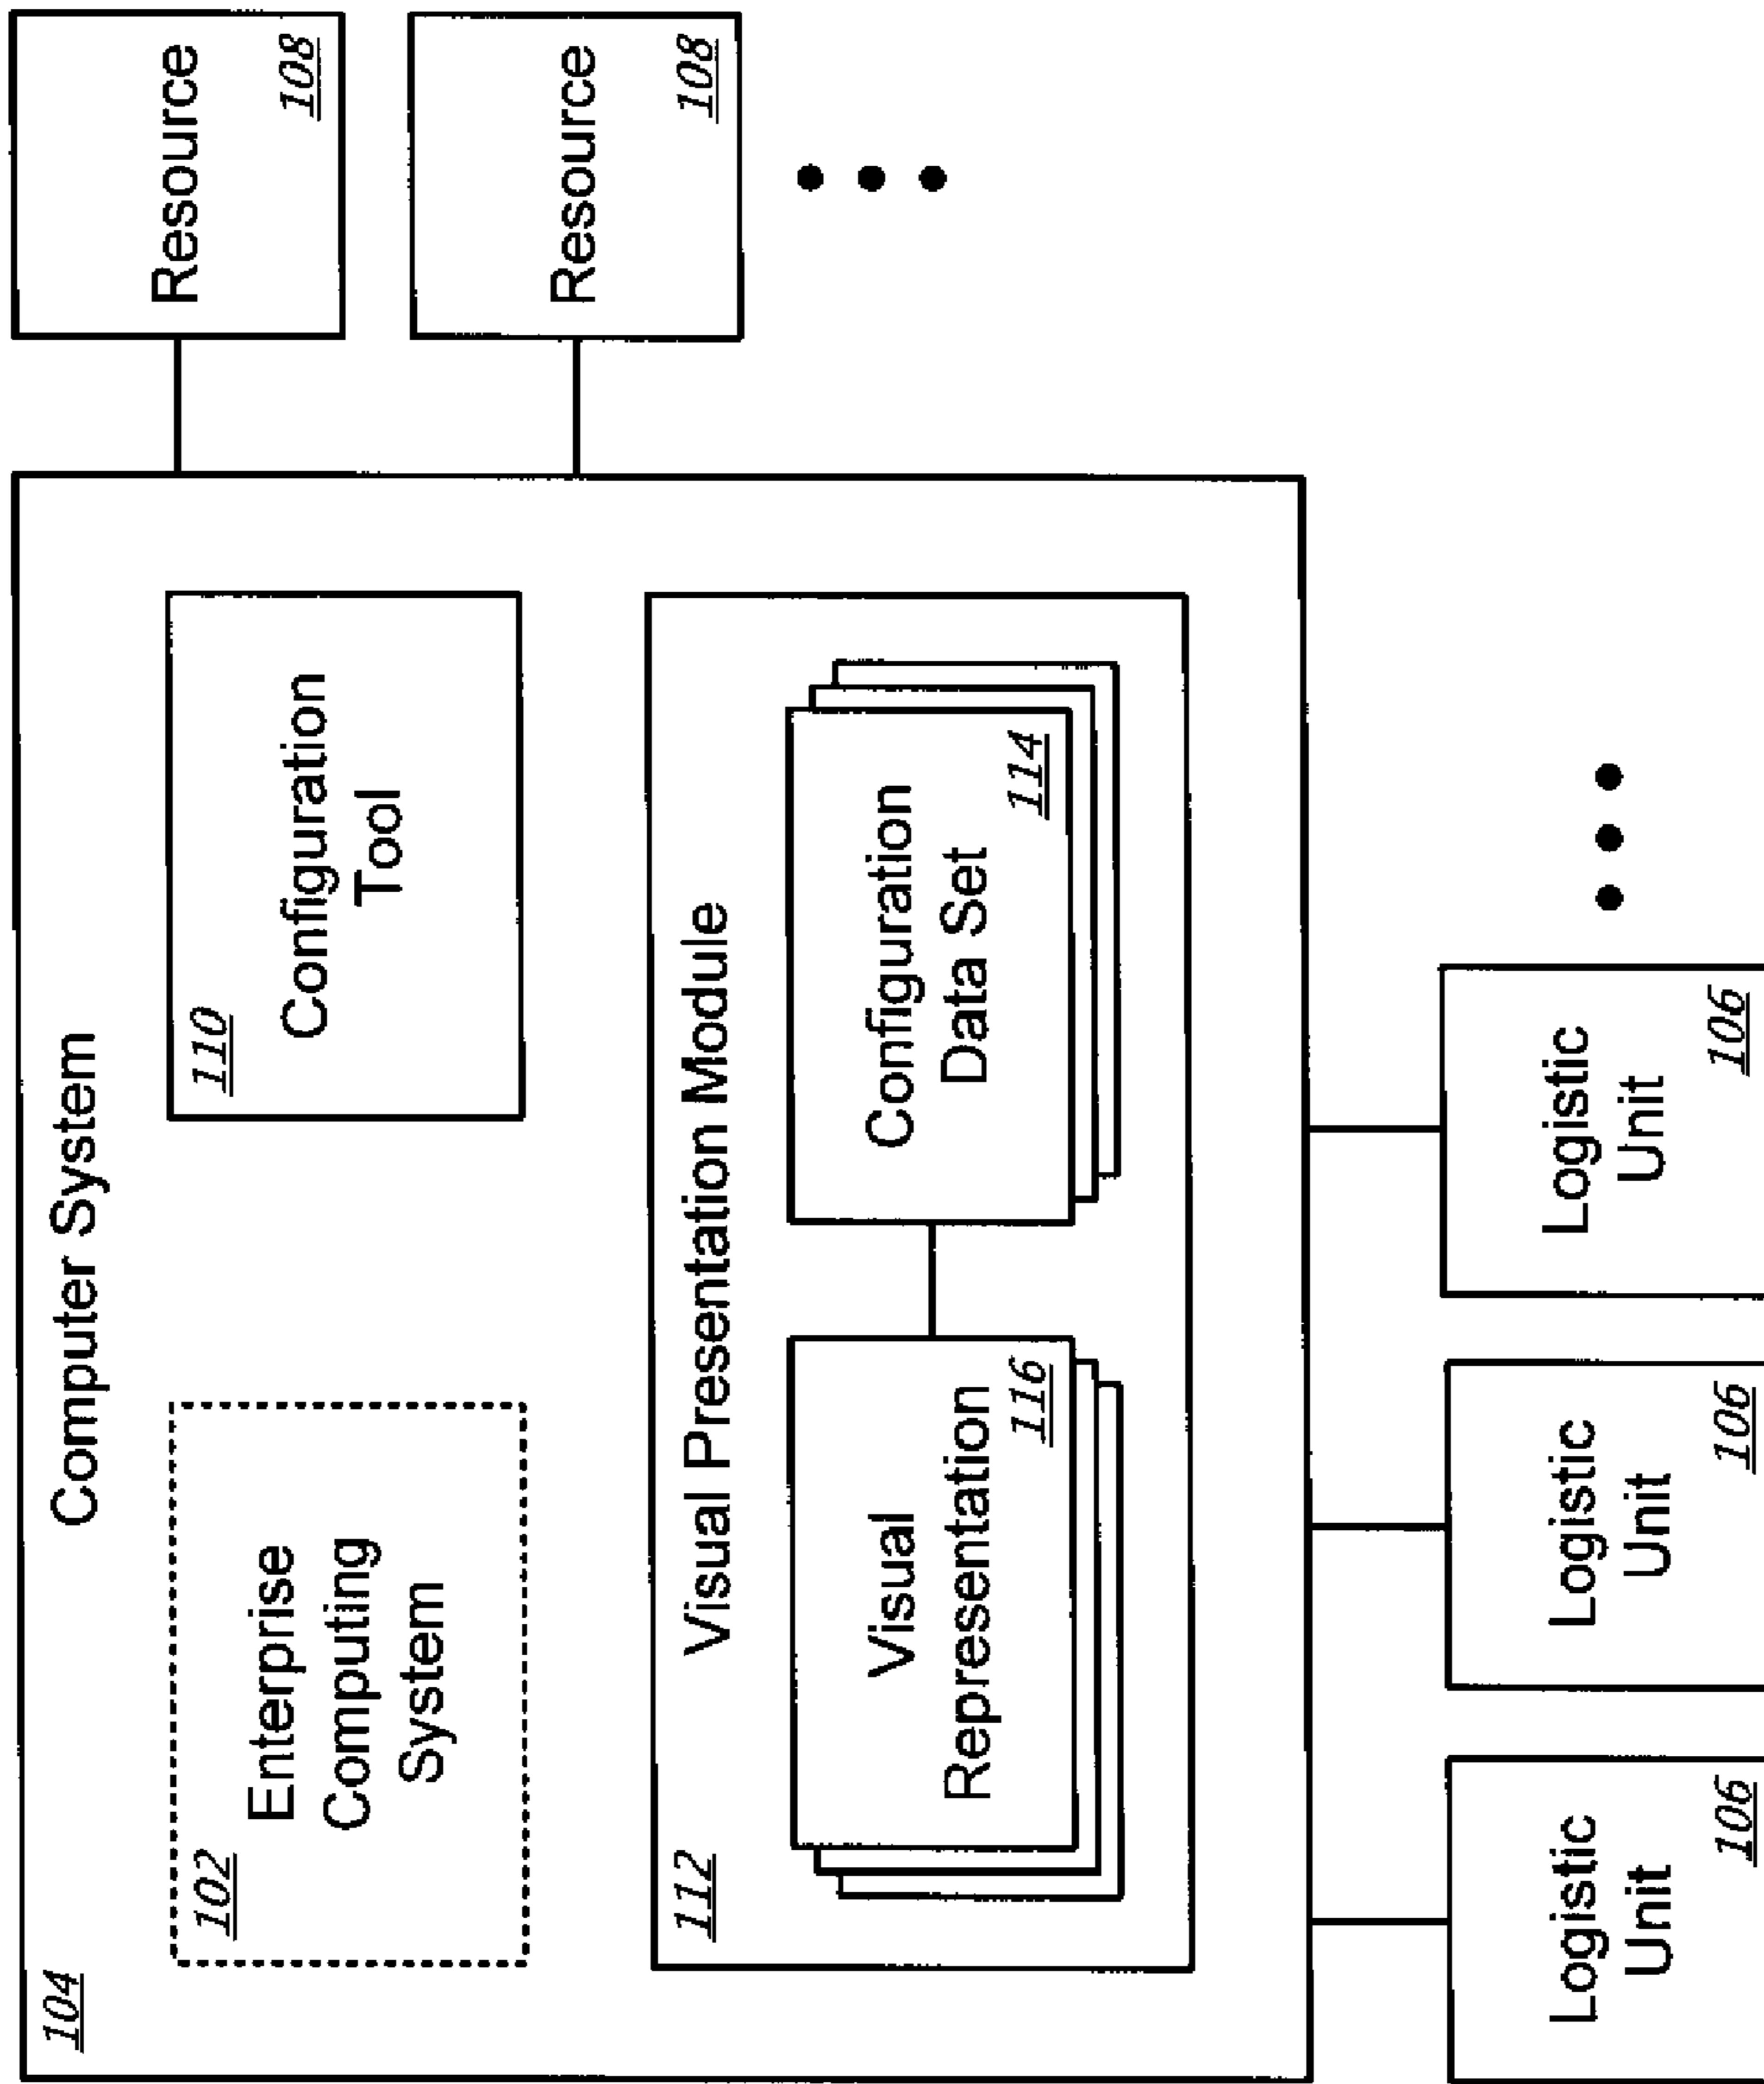 104
Computer System
102
Enterprise
Computing
System
110
Configuration
Tool
112
Visual Presentation Module
Visual
Representation
116
Configuration
Data Set
114
Resource
108
Resource
108
Logistic
Unit
106
Logistic
Unit
106
Logistic
Unit
106